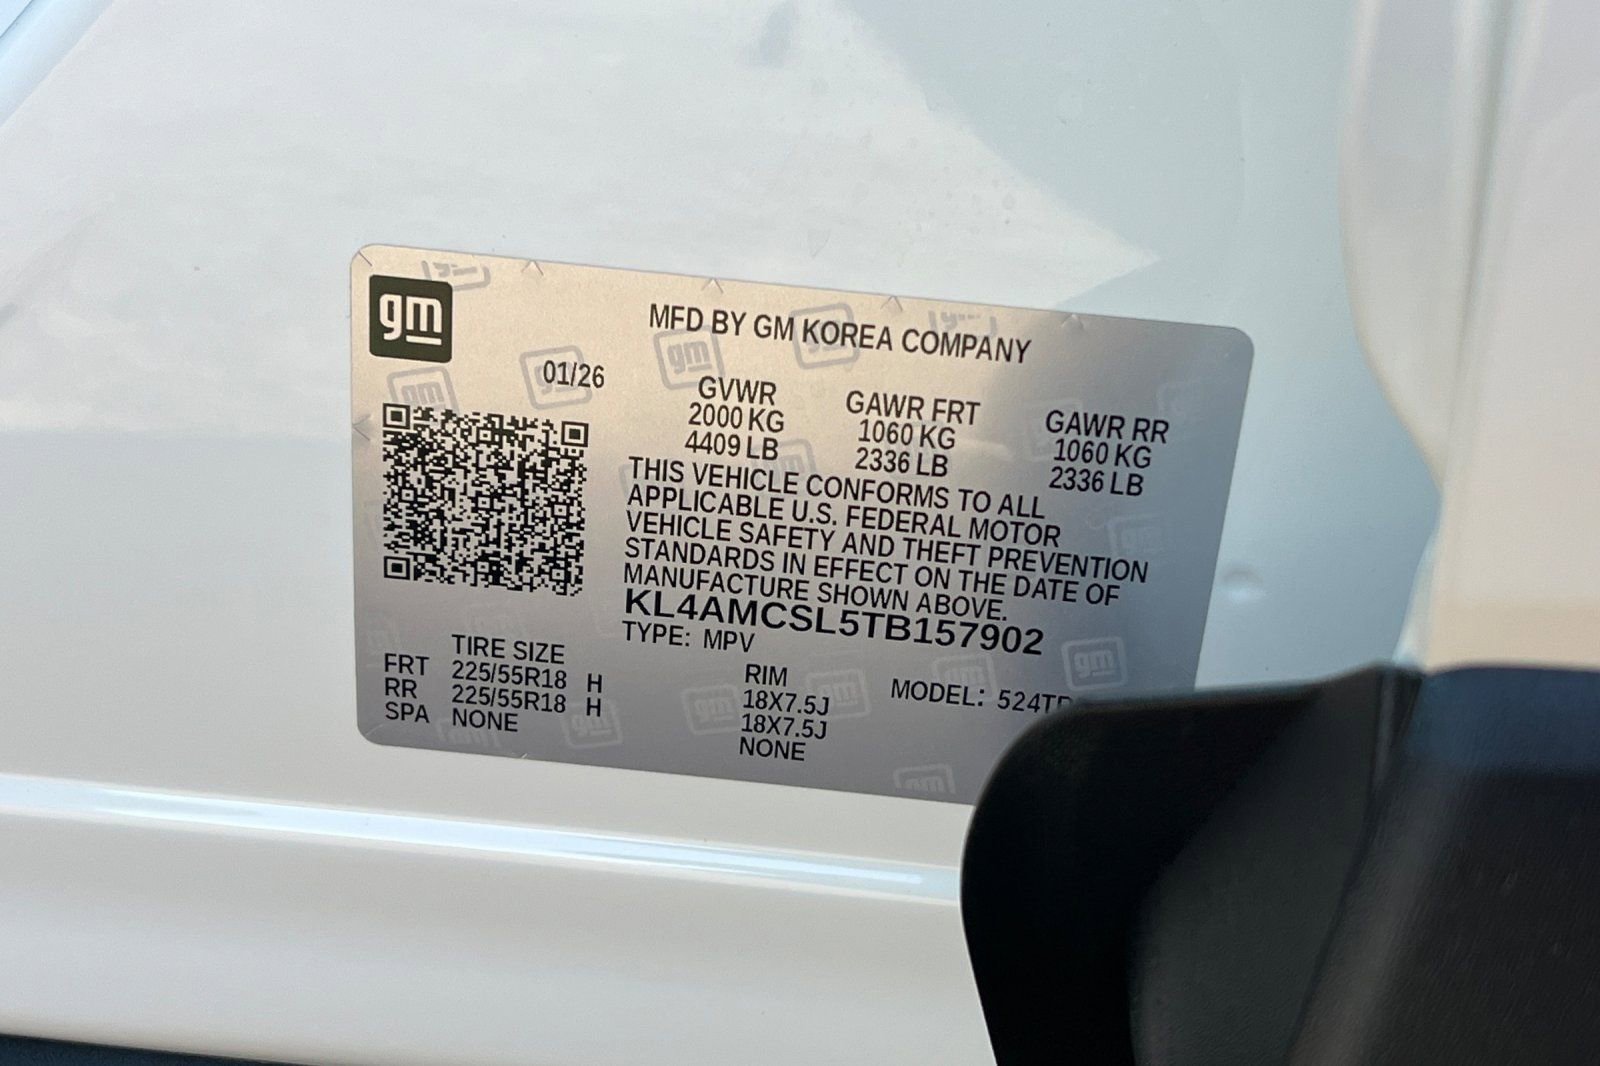 gm
MFD BY GM KOREA COMPANY
01/26
GVWR GAWR FRT GAWR RR
2000 KG 1060 KG 1060 KG
4409 LB 2336 LB 2336 LB
THIS VEHICLE CONFORMS TO ALL
APPLICABLE U.S. FEDERAL MOTOR
VEHICLE SAFETY AND THEFT PREVENTION
STANDARDS IN EFFECT ON THE DATE OF
MANUFACTURE SHOWN ABOVE.
KL4AMCSL5TB157902
TYPE: MPV
TIRE SIZE RIM
FRT 225/55R18 H 18X7.5J
RR 225/55R18 H 18X7.5J
SPA NONE NONE
MODEL: